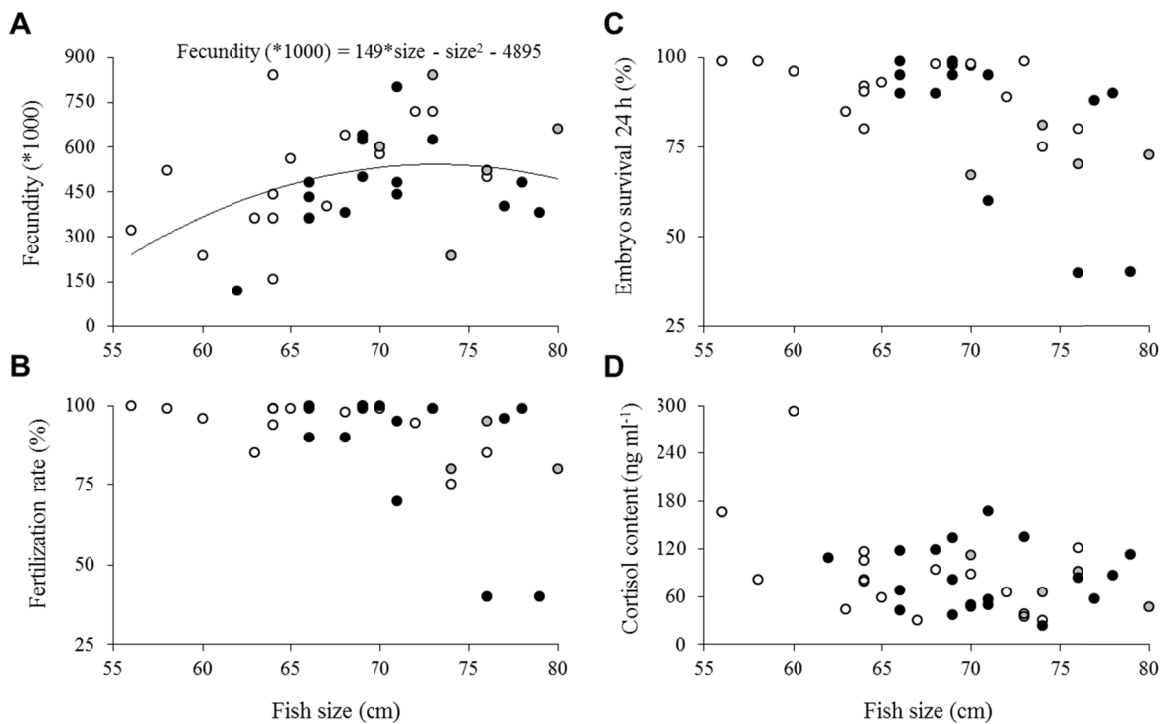 A
Fecundity (*1000) = 149*size - size² - 4895
Fecundity (*1000)
900
750
600
450
300
150
0
55 60 65 70 75 80
B
Fertilization rate (%)
100
75
50
25
55 60 65 70 75 80
Fish size (cm)
C
Embryo survival 24 h (%)
100
75
50
25
55 60 65 70 75 80
D
Cortisol content (ng ml⁻¹)
300
240
180
120
60
0
55 60 65 70 75 80
Fish size (cm)